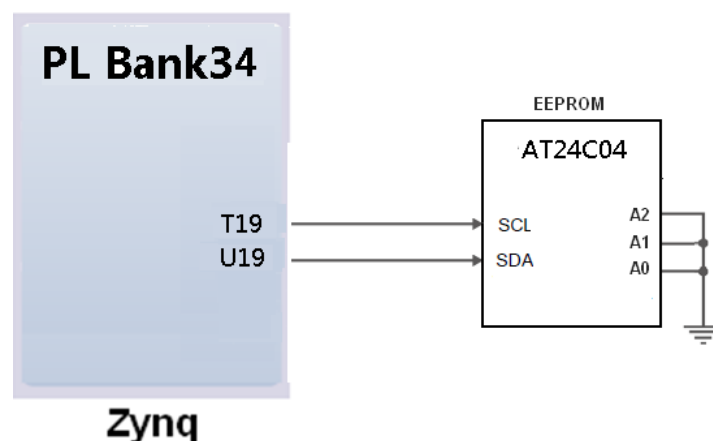 PL Bank34
EEPROM
AT24C04
T19
SCL
A2
U19
SDA
A1
A0
Zynq